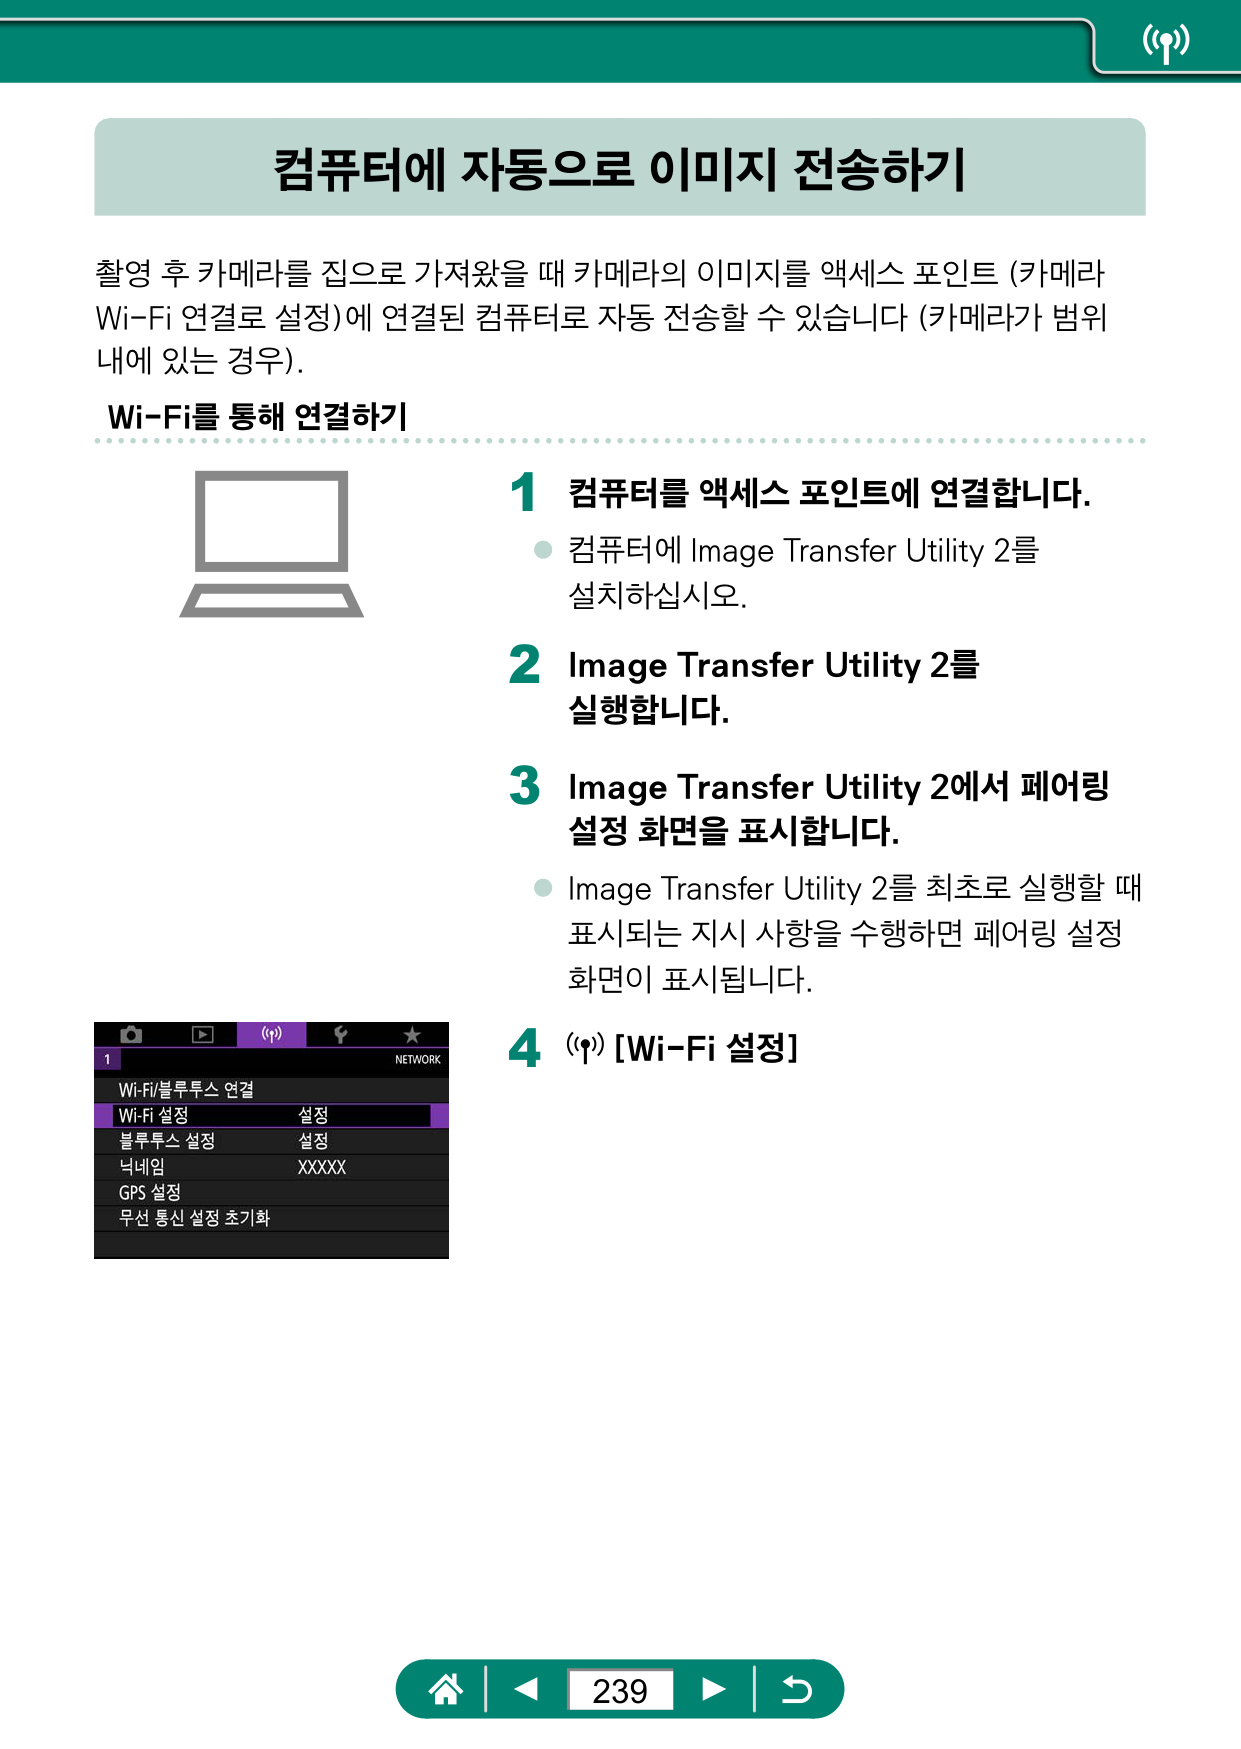 컴퓨터에 자동으로 이미지 전송하기
촬영 후 카메라를 집으로 가져왔을 때 카메라의 이미지를 액세스 포인트 (카메라
Wi-Fi 연결로 설정)에 연결된 컴퓨터로 자동 전송할 수 있습니다 (카메라가 범위
내에 있는 경우).
Wi-Fi를 통해 연결하기
1 컴퓨터를 액세스 포인트에 연결합니다.
● 컴퓨터에 Image Transfer Utility 2를
설치하십시오.
2 Image Transfer Utility 2를
실행합니다.
3 Image Transfer Utility 2에서 페어링
설정 화면을 표시합니다.
● Image Transfer Utility 2를 최초로 실행할 때
표시되는 지시 사항을 수행하면 페어링 설정
화면이 표시됩니다.
4 [Wi-Fi 설정]
1 NETWORK
Wi-Fi/블루투스 연결
Wi-Fi 설정 설정
블루투스 설정 설정
닉네임 XXXXX
GPS 설정
무선 통신 설정 초기화
239